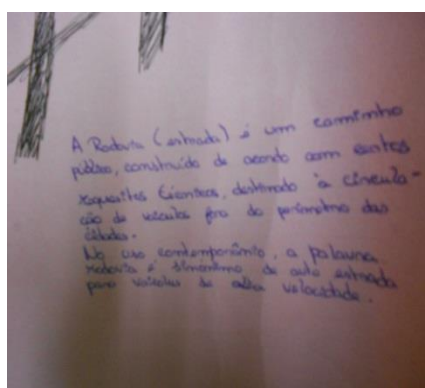 A Rodovia (estrada) é um caminho
público, construído de acordo com certos
requisitos técnicos, destinado à circula-
ção de veículos fora do perímetro das
cidades.
No uso contemporâneo, a palavra
rodovia é sinônimo de auto estrada
para veículos de alta velocidade.